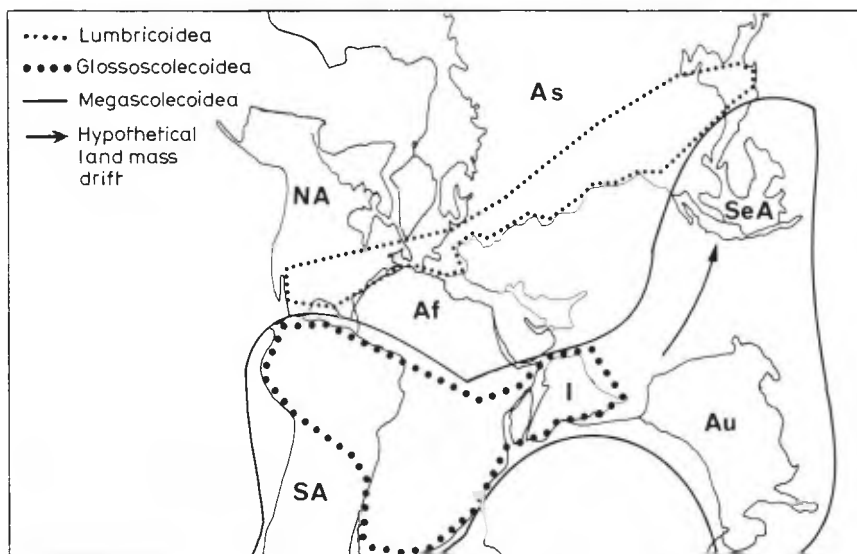 Lumbricoidea
Glossoscolecoidea
Megascolecoidea
Hypothetical
land mass
drift
As
NA
SeA
Af
I
Au
SA